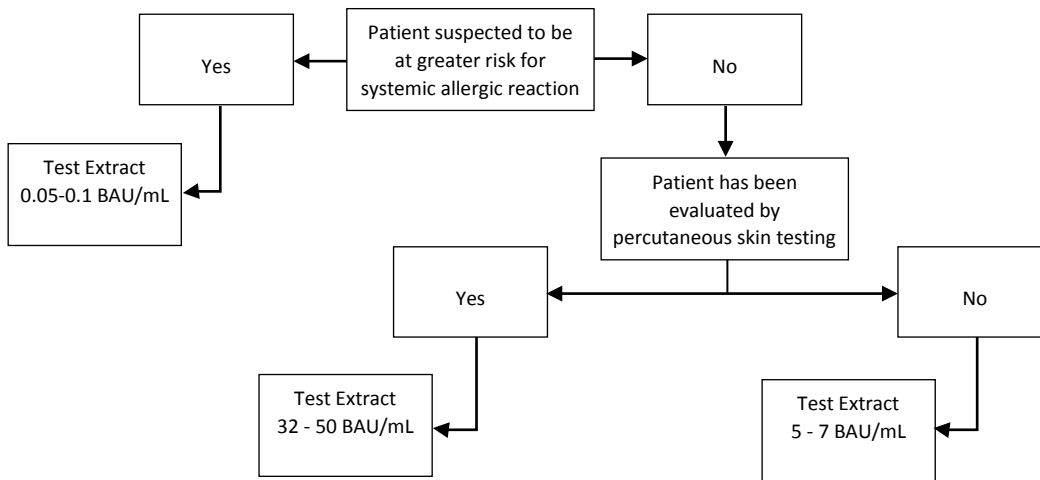 Patient suspected to be
at greater risk for
systemic allergic reaction
Yes
No
Test Extract
0.05-0.1 BAU/mL
Patient has been
evaluated by
percutaneous skin testing
Yes
No
Test Extract
32 - 50 BAU/mL
Test Extract
5 - 7 BAU/mL